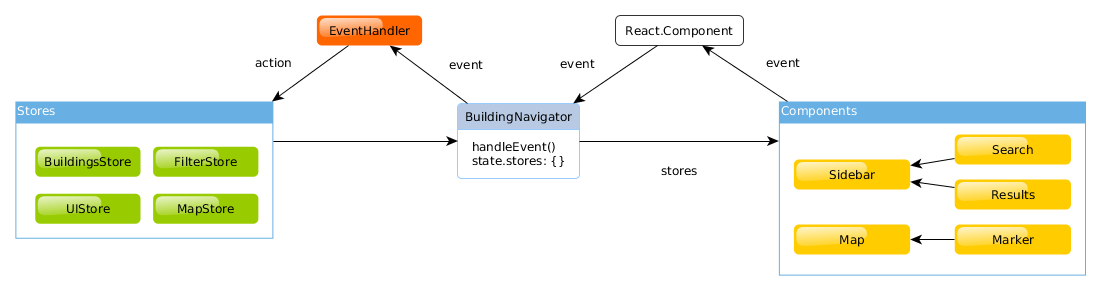 EventHandler
React.Component
action
event
event
event
Stores
BuildingNavigator
Components
handleEvent()
state.stores: {}
BuildingsStore
FilterStore
UIStore
MapStore
stores
Sidebar
Search
Results
Map
Marker